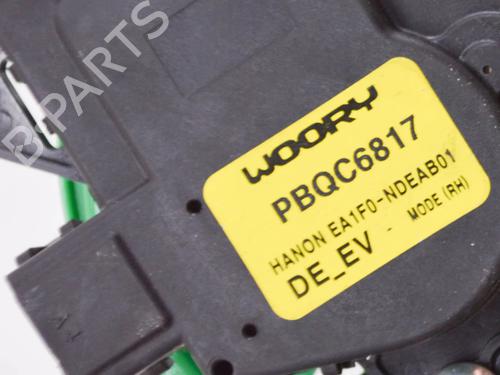 B-PARTS
WOORY
PBQC6817
HANON EA1F0-NDEAB01
DE_EV - MODE (RH)